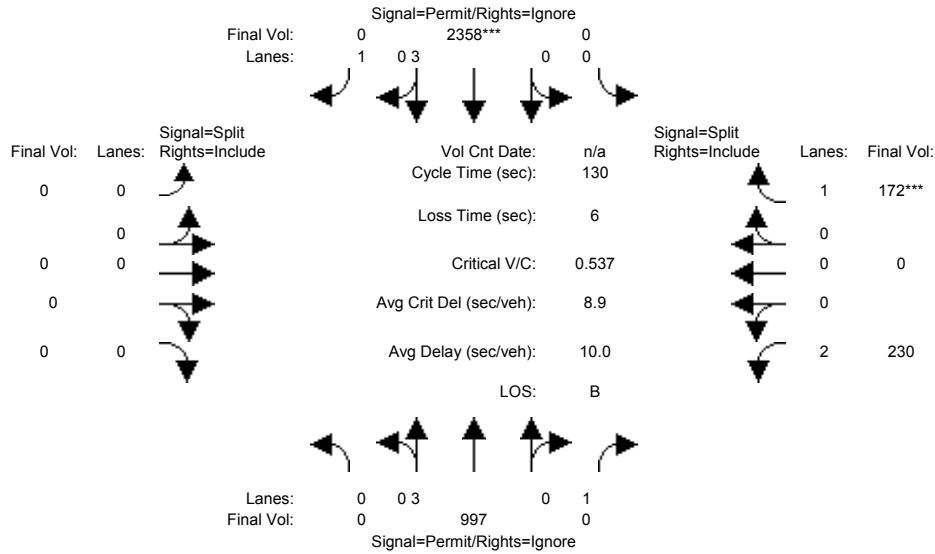 Signal=Permit/Rights=Ignore
Final Vol: 0 2358*** 0
Lanes: 1 0 3 0 0
Signal=Split Signal=Split
Final Vol: Lanes: Rights=Include Vol Cnt Date: n/a Rights=Include Lanes: Final Vol:
Cycle Time (sec): 130
0 0 1 172***
Loss Time (sec): 6
0 0
0 0 Critical V/C: 0.537 0 0
0 Avg Crit Del (sec/veh): 8.9 0
0 0 Avg Delay (sec/veh): 10.0 2 230
LOS: B
Lanes: 0 0 3 0 1
Final Vol: 0 997 0
Signal=Permit/Rights=Ignore